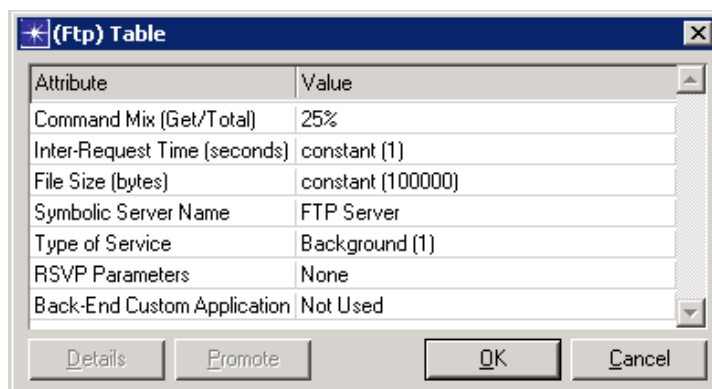 (Ftp) Table
Attribute Value
Command Mix (Get/Total) 25%
Inter-Request Time (seconds) constant (1)
File Size (bytes) constant (100000)
Symbolic Server Name FTP Server
Type of Service Background (1)
RSVP Parameters None
Back-End Custom Application Not Used
Details Promote OK Cancel